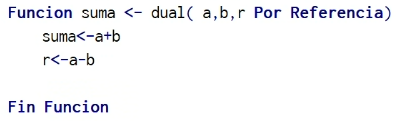 Funcion suma <- dual( a,b,r Por Referencia)
suma<-a+b
r<-a-b
Fin Funcion